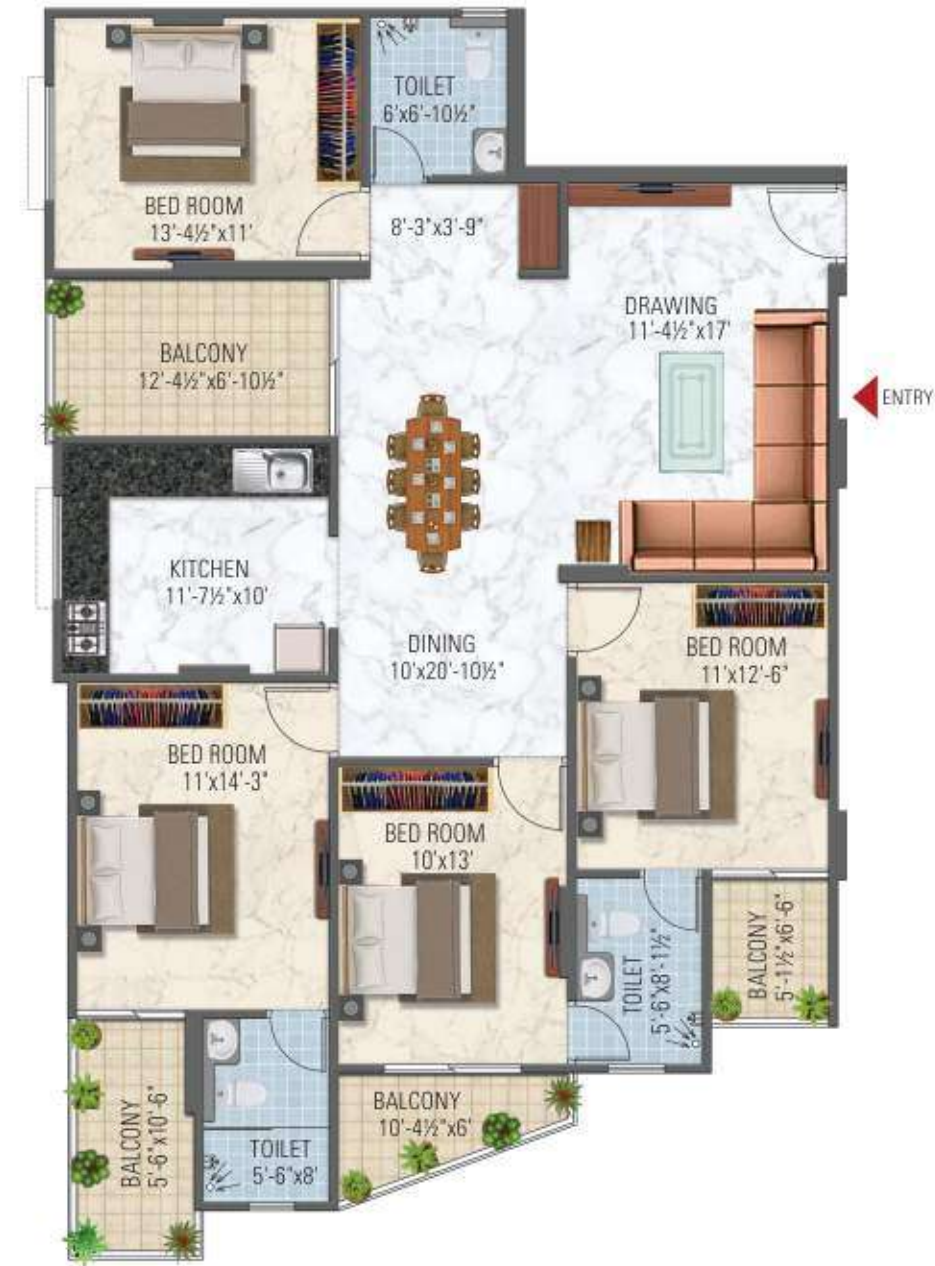 TOILET
6'x6'-10½"
BED ROOM
13'-4½"x11'
8'-3"x3'-9"
DRAWING
11'-4½"x17'
BALCONY
12'-4½"x6'-10½"
ENTRY
KITCHEN
11'-7½"x10'
DINING
10'x20'-10½"
BED ROOM
11'x12'-6"
BED ROOM
11'x14'-3"
BED ROOM
10'x13'
TOILET
5'-6"x8'-1½"
BALCONY
5'-1½"x6'-6"
BALCONY
10'-4½"x6'
BALCONY
5'-6"x10'-6"
TOILET
5'-6"x8'